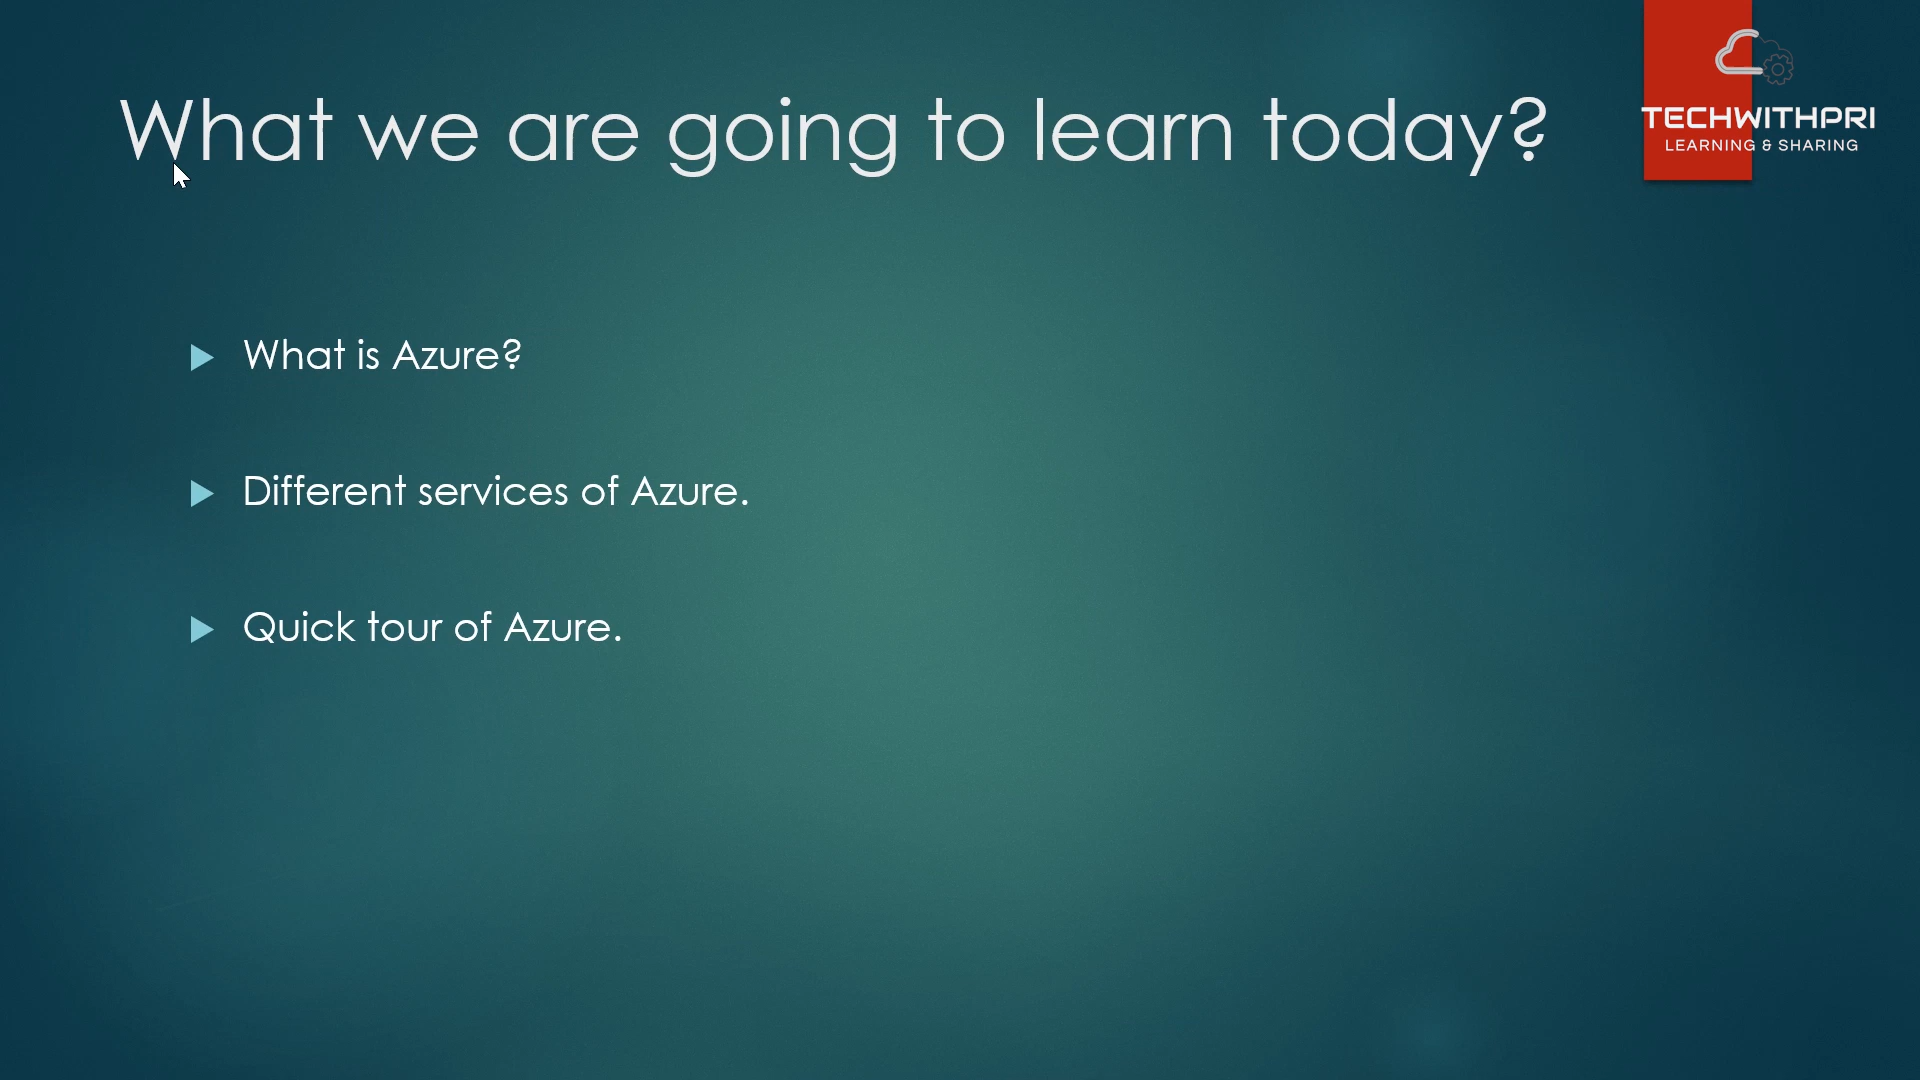 What we are going to learn today?
TECHWITHPRI
LEARNING & SHARING
What is Azure?
Different services of Azure.
Quick tour of Azure.